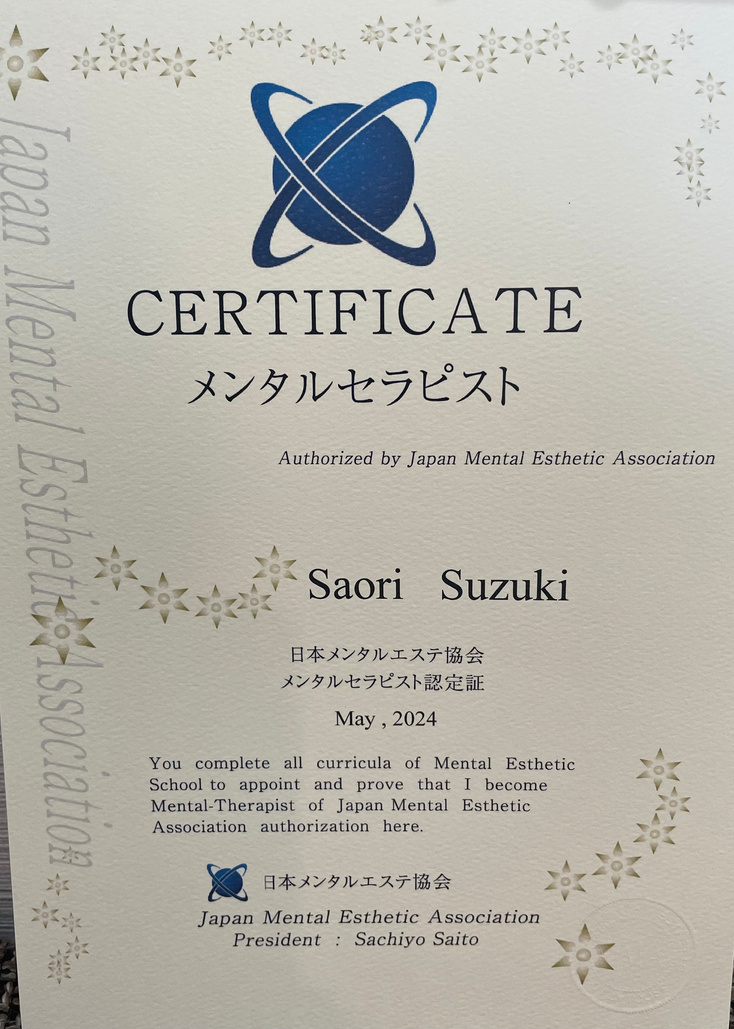 CERTIFICATE
メンタルセラピスト
Authorized by Japan Mental Esthetic Association
Japan Mental Esthetic Association
Saori Suzuki
日本メンタルエステ協会
メンタルセラピスト認定証
May , 2024
You complete all curricula of Mental Esthetic
School to appoint and prove that I become
Mental-Therapist of Japan Mental Esthetic
Association authorization here.
日本メンタルエステ協会
Japan Mental Esthetic Association
President : Sachiyo Saito